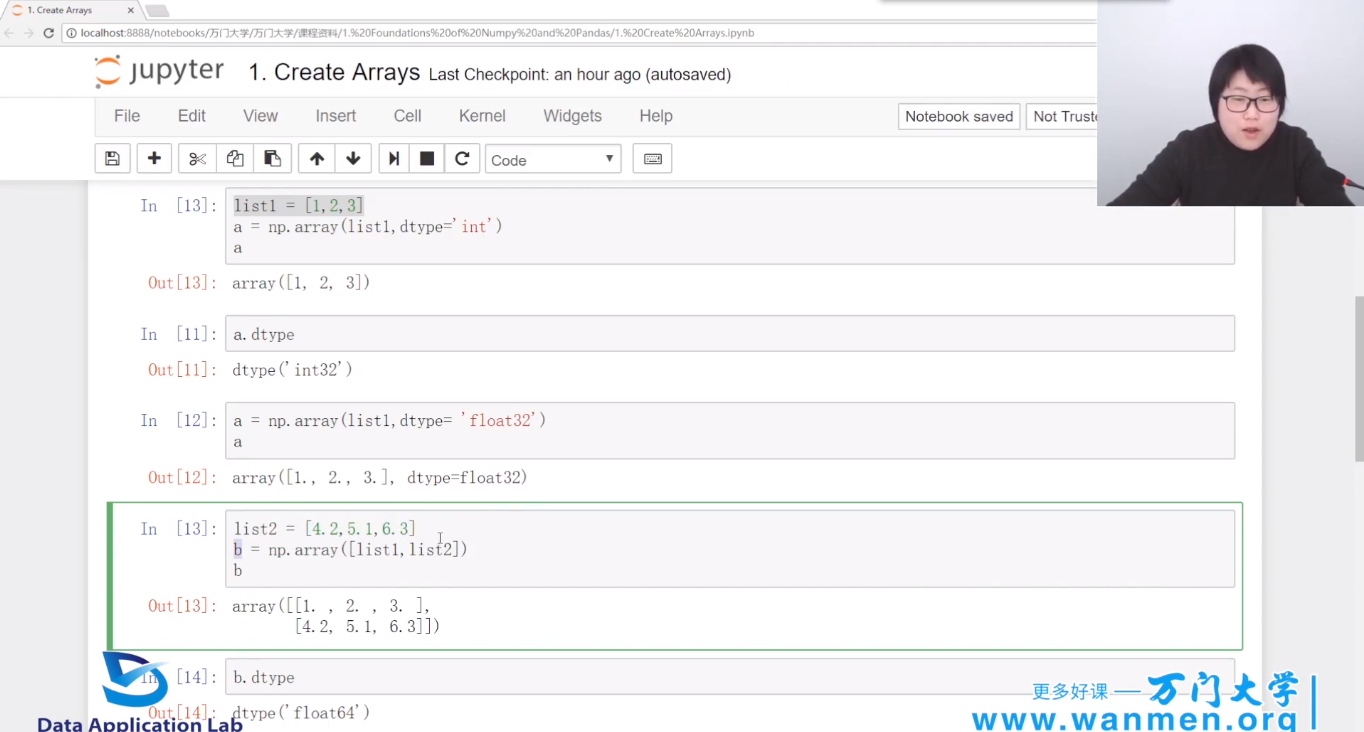 1. Create Arrays
localhost:8888/notebooks/万门大学/万门大学/课程资料/1.%20Foundations%20of%20Numpy%20and%20Pandas/1.%20Create%20Arrays.ipynb
jupyter 1. Create Arrays Last Checkpoint: an hour ago (autosaved)
File Edit View Insert Cell Kernel Widgets Help Notebook saved Not Truste
Code
In [13]: list1 = [1,2,3]
a = np.array(list1,dtype='int')
a
Out[13]: array([1, 2, 3])
In [11]: a.dtype
Out[11]: dtype('int32')
In [12]: a = np.array(list1,dtype= 'float32')
a
Out[12]: array([1., 2., 3.], dtype=float32)
In [13]: list2 = [4.2,5.1,6.3]
b = np.array([list1,list2])
b
Out[13]: array([[1. , 2. , 3. ],
[4.2, 5.1, 6.3]])
In [14]: b.dtype
Out[14]: dtype('float64')
Data Application Lab
更多好课 — 万门大学
www.wanmen.org